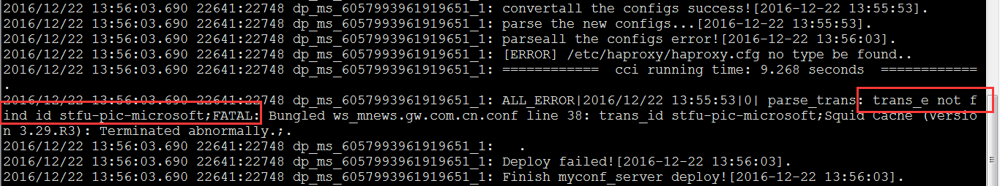 2016/12/22 13:56:03.690 22641:22748 dp_ms_6057993961919651_1: convertall the configs success![2016-12-22 13:55:53].
2016/12/22 13:56:03.690 22641:22748 dp_ms_6057993961919651_1: parse the new configs...[2016-12-22 13:55:53].
2016/12/22 13:56:03.690 22641:22748 dp_ms_6057993961919651_1: parseall the configs error![2016-12-22 13:56:03].
2016/12/22 13:56:03.690 22641:22748 dp_ms_6057993961919651_1: [ERROR] /etc/haproxy/haproxy.cfg no type be found..
2016/12/22 13:56:03.690 22641:22748 dp_ms_6057993961919651_1: ============  cci running time: 9.268 seconds  ============
.
2016/12/22 13:56:03.690 22641:22748 dp_ms_6057993961919651_1: ALL_ERROR|2016/12/22 13:55:53|0| parse_trans: trans_e not f
ind id stfu-pic-microsoft;FATAL: Bungled ws_mnews.gw.com.cn.conf line 38: trans_id stfu-pic-microsoft;Squid Cache (Versio
n 3.29.R3): Terminated abnormally.;.
2016/12/22 13:56:03.690 22641:22748 dp_ms_6057993961919651_1:   .
2016/12/22 13:56:03.690 22641:22748 dp_ms_6057993961919651_1: Deploy failed![2016-12-22 13:56:03].
2016/12/22 13:56:03.690 22641:22748 dp_ms_6057993961919651_1: Finish myconf_server deploy![2016-12-22 13:56:03].